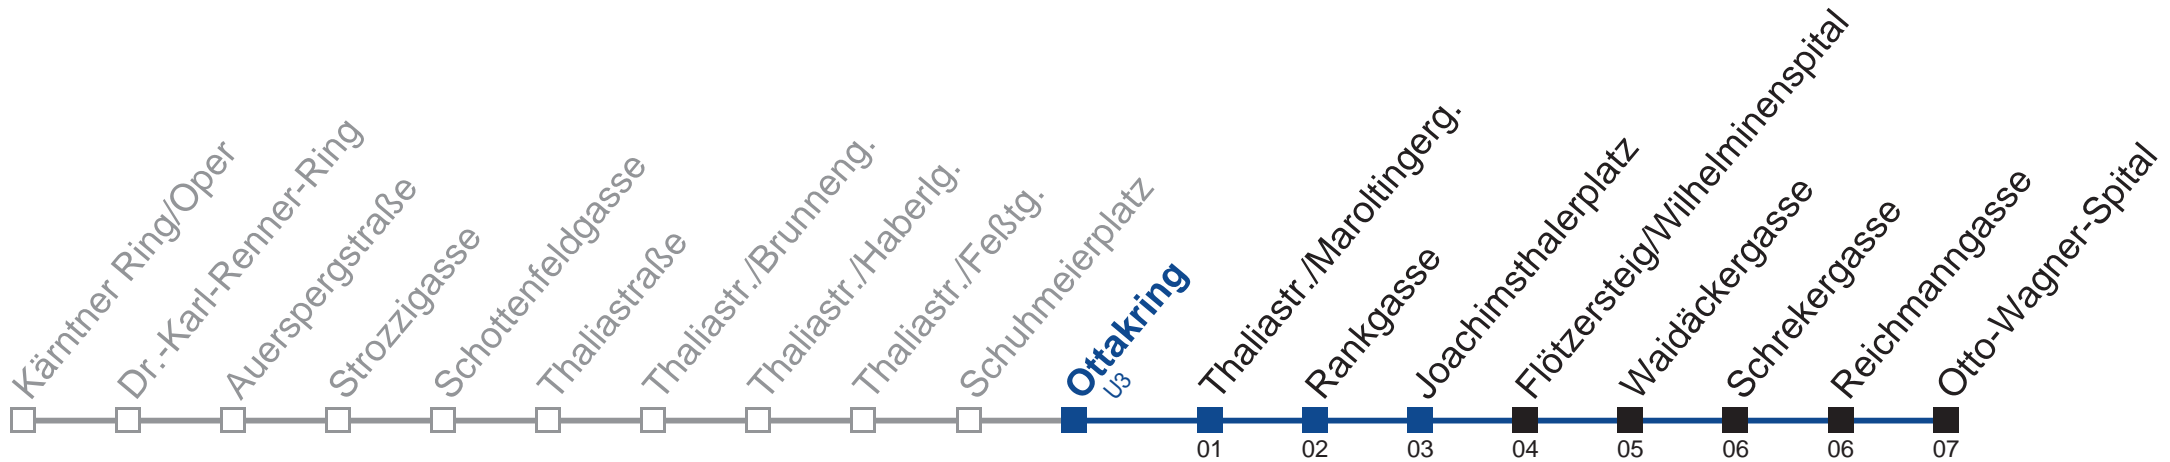 Kärntner Ring/Oper
Dr.-Karl-Renner-Ring
Auerspergstraße
Strozzigasse
Schottenfeldgasse
Thaliastraße
Thaliastr./Brunneng.
Thaliastr./Haberlg.
Thaliastr./Feßtg.
Schuhmeierplatz
Ottakring
U3
Thaliastr./Maroltingerg.
Rankgasse
Joachimsthalerplatz
Flötzersteig/Wilhelminenspital
Waidäckergasse
Schrekergasse
Reichmanngasse
Otto-Wagner-Spital
01 02 03 04 05 06 06 07